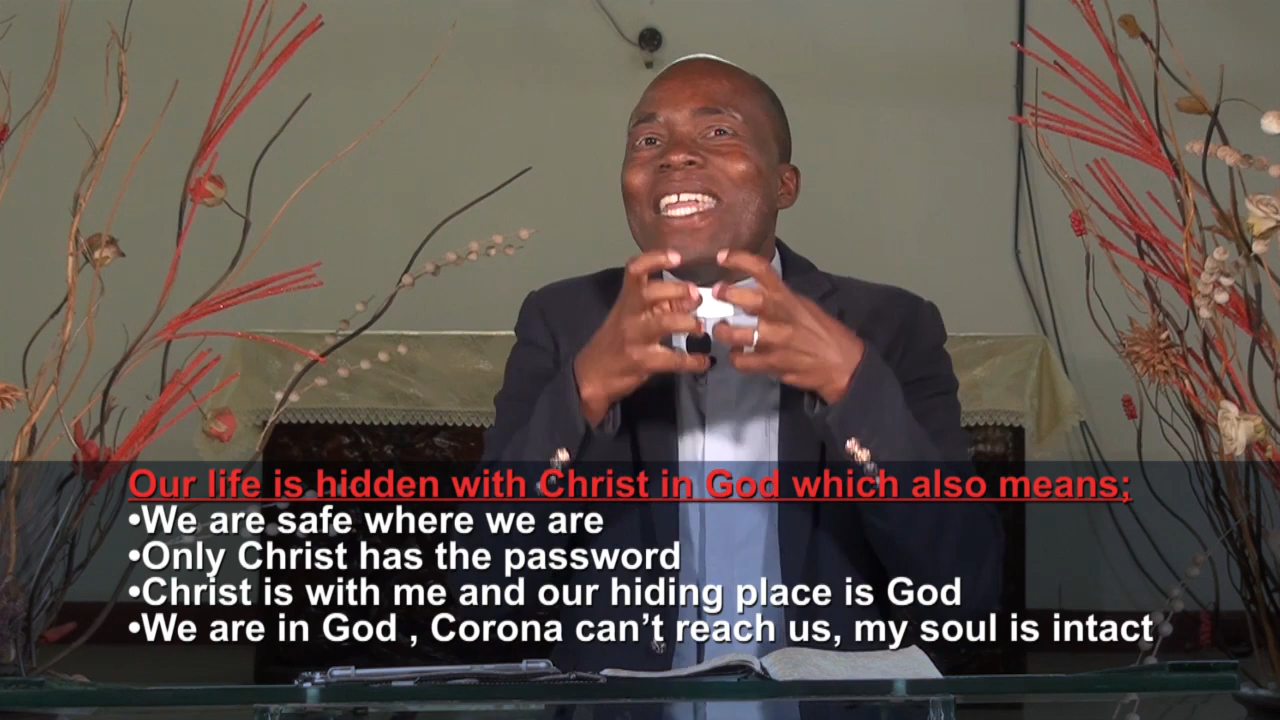 Our life is hidden with Christ in God which also means;
•We are safe where we are
•Only Christ has the password
•Christ is with me and our hiding place is God
•We are in God , Corona can’t reach us, my soul is intact